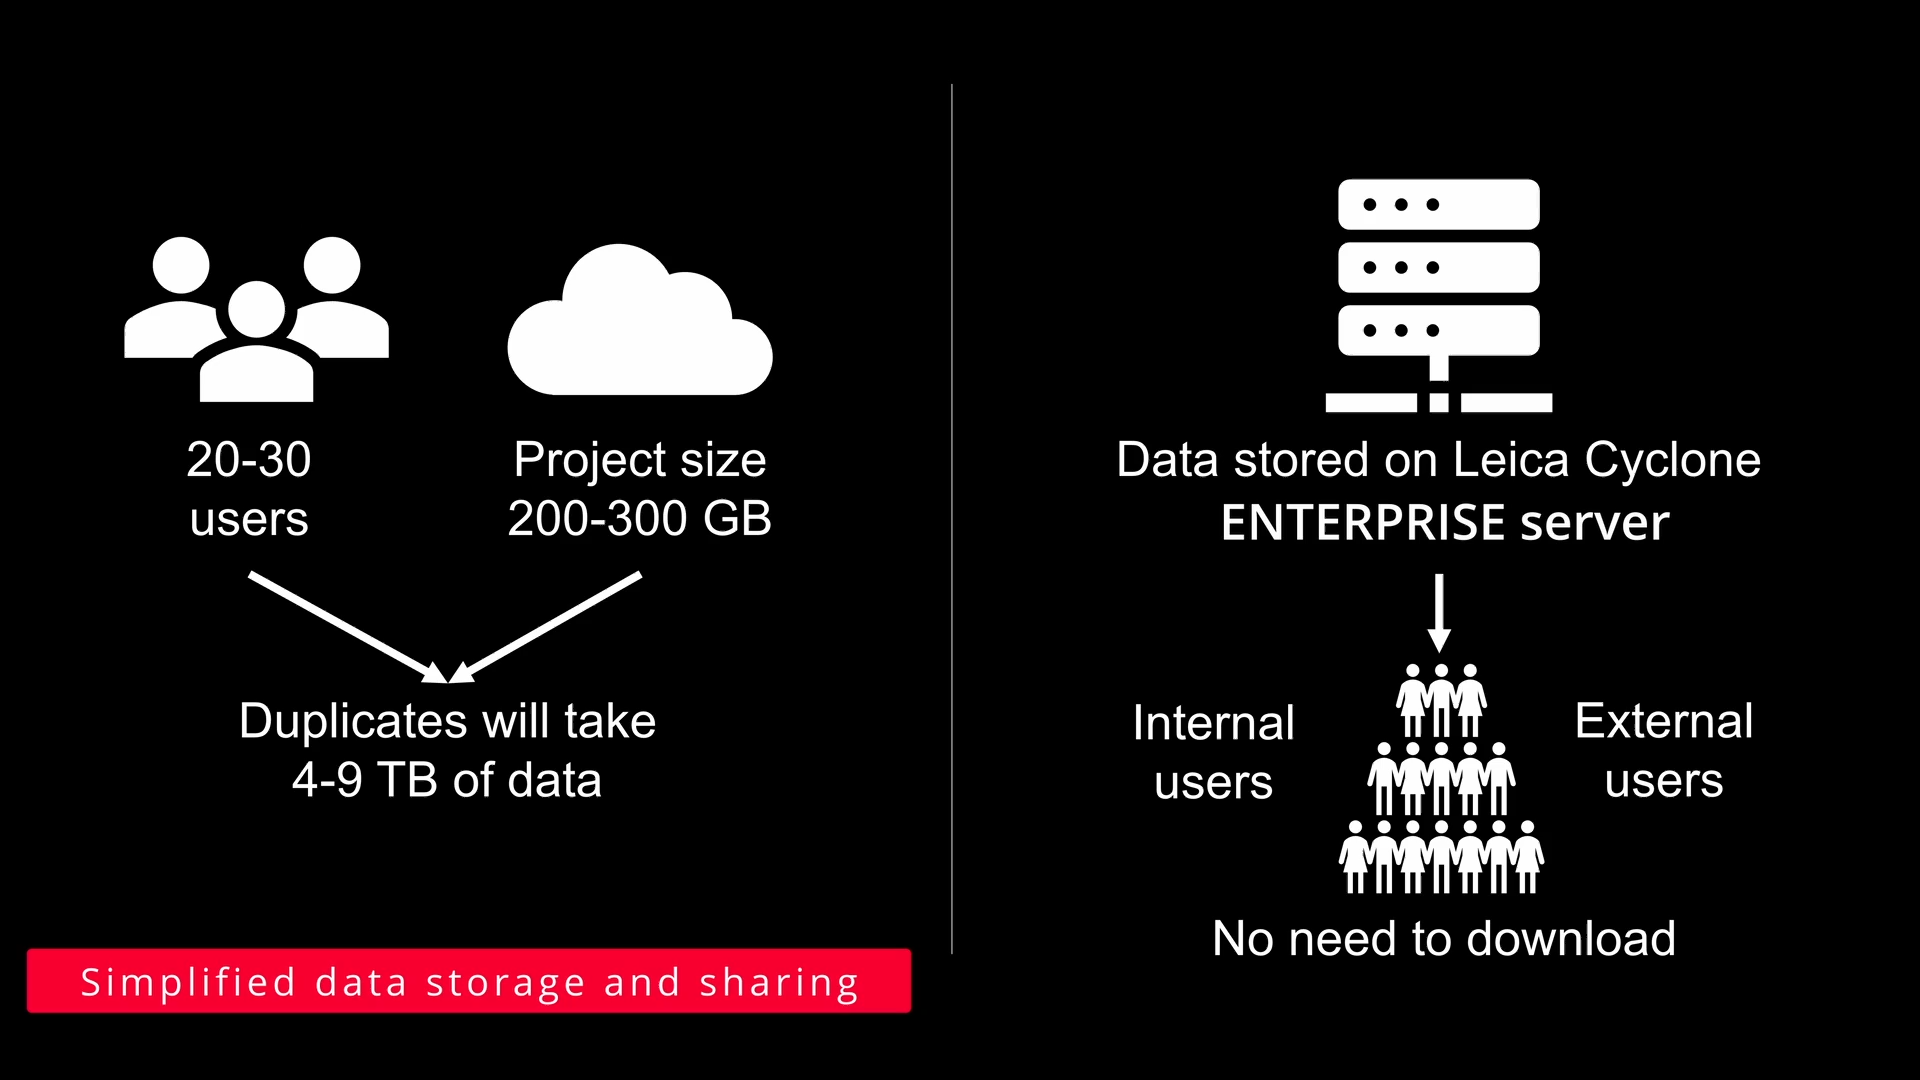 20-30
users
Project size
200-300 GB
Duplicates will take
4-9 TB of data
Simplified data storage and sharing
Data stored on Leica Cyclone
ENTERPRISE server
Internal
users
External
users
No need to download